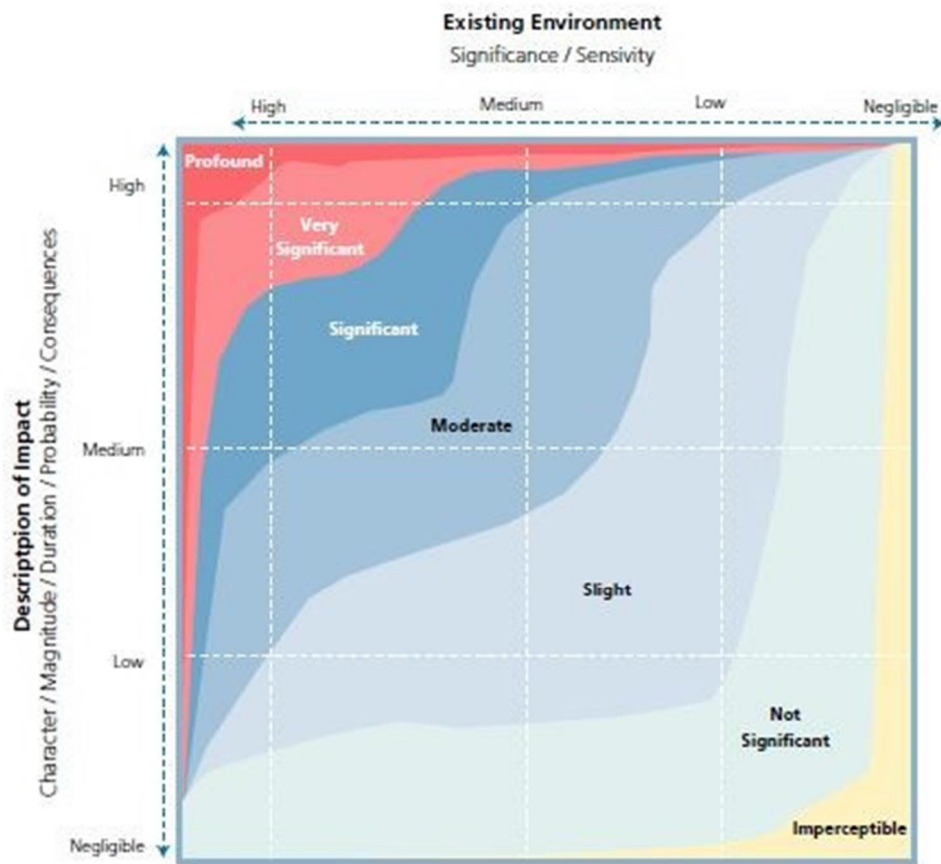 Existing Environment
Significance / Sensivity
High
Medium
Low
Negligible
Descriptpion of Impact
Character / Magnitude / Duration / Probability / Consequences
High
Medium
Low
Negligible
Profound
Very
Significant
Significant
Moderate
Slight
Not
Significant
Imperceptible